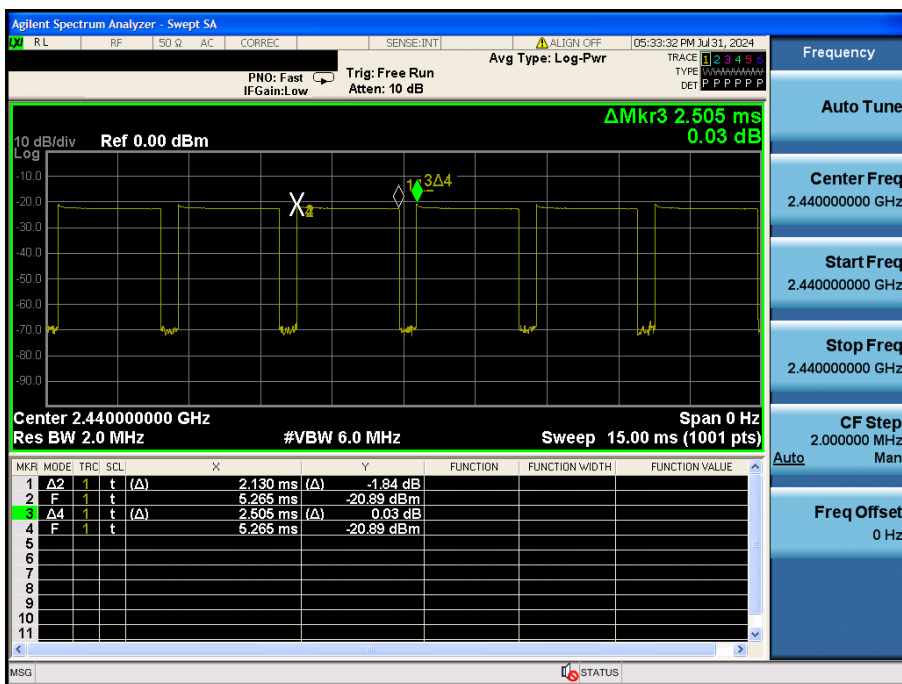 Agilent Spectrum Analyzer - Swept SA
LXI RL RF 50 Ω AC CORREC SENSE:INT ALIGN OFF 05:33:32 PM Jul 31, 2024
Frequency
PNO: Fast Trig: Free Run Avg Type: Log-Pwr TRACE 1 2 3 4 5 6
IFGain:Low Atten: 10 dB TYPE WWWWWW
DET P P P P P P
Auto Tune
ΔMkr3 2.505 ms
0.03 dB
10 dB/div Ref 0.00 dBm
Log
-10.0
-20.0
-30.0
-40.0
-50.0
-60.0
-70.0
-80.0
-90.0
3Δ4
Center Freq
2.440000000 GHz
Start Freq
2.440000000 GHz
Stop Freq
2.440000000 GHz
Center 2.440000000 GHz Span 0 Hz
Res BW 2.0 MHz #VBW 6.0 MHz Sweep 15.00 ms (1001 pts)
CF Step
2.000000 MHz
Auto Man
Freq Offset
0 Hz
MKR MODE TRC SCL X Y FUNCTION FUNCTION WIDTH FUNCTION VALUE
1 Δ2 1 t (Δ) 2.130 ms (Δ) -1.84 dB
2 F 1 t 5.265 ms -20.89 dBm
3 Δ4 1 t (Δ) 2.505 ms (Δ) 0.03 dB
4 F 1 t 5.265 ms -20.89 dBm
5
6
7
8
9
10
11
MSG STATUS